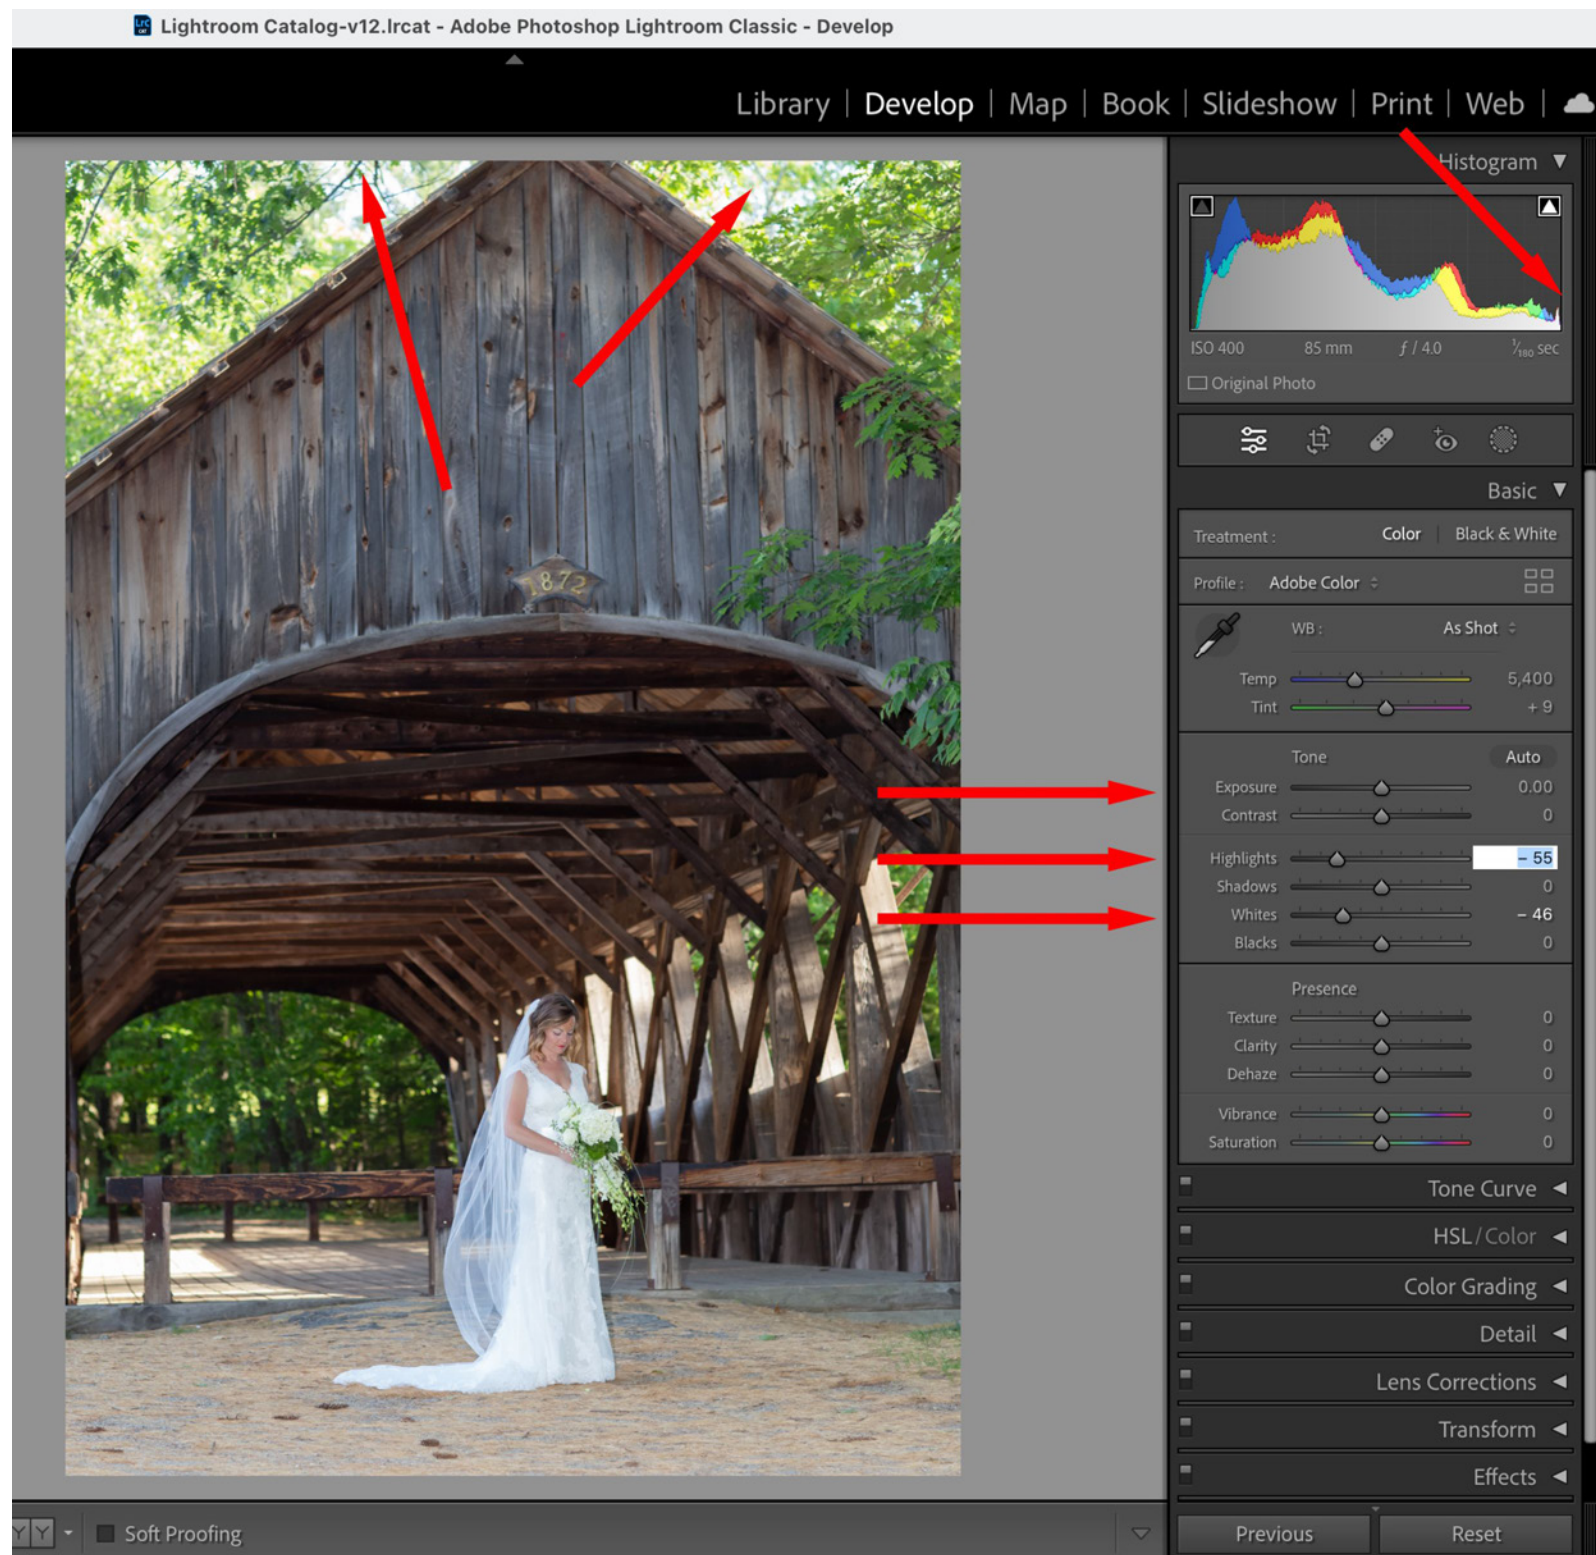 LrC
CAT
Lightroom Catalog-v12.lrcat - Adobe Photoshop Lightroom Classic - Develop
Library | Develop | Map | Book | Slideshow | Print | Web |
Histogram
ISO 400 85 mm ƒ / 4.0 1/180 sec
Original Photo
Basic
Treatment : Color | Black & White
Profile : Adobe Color
WB : As Shot
Temp 5,400
Tint + 9
Tone Auto
Exposure 0.00
Contrast 0
Highlights – 55
Shadows 0
Whites – 46
Blacks 0
Presence
Texture 0
Clarity 0
Dehaze 0
Vibrance 0
Saturation 0
Tone Curve
HSL / Color
Color Grading
Detail
Lens Corrections
Transform
Effects
1872
YY Soft Proofing
Previous Reset